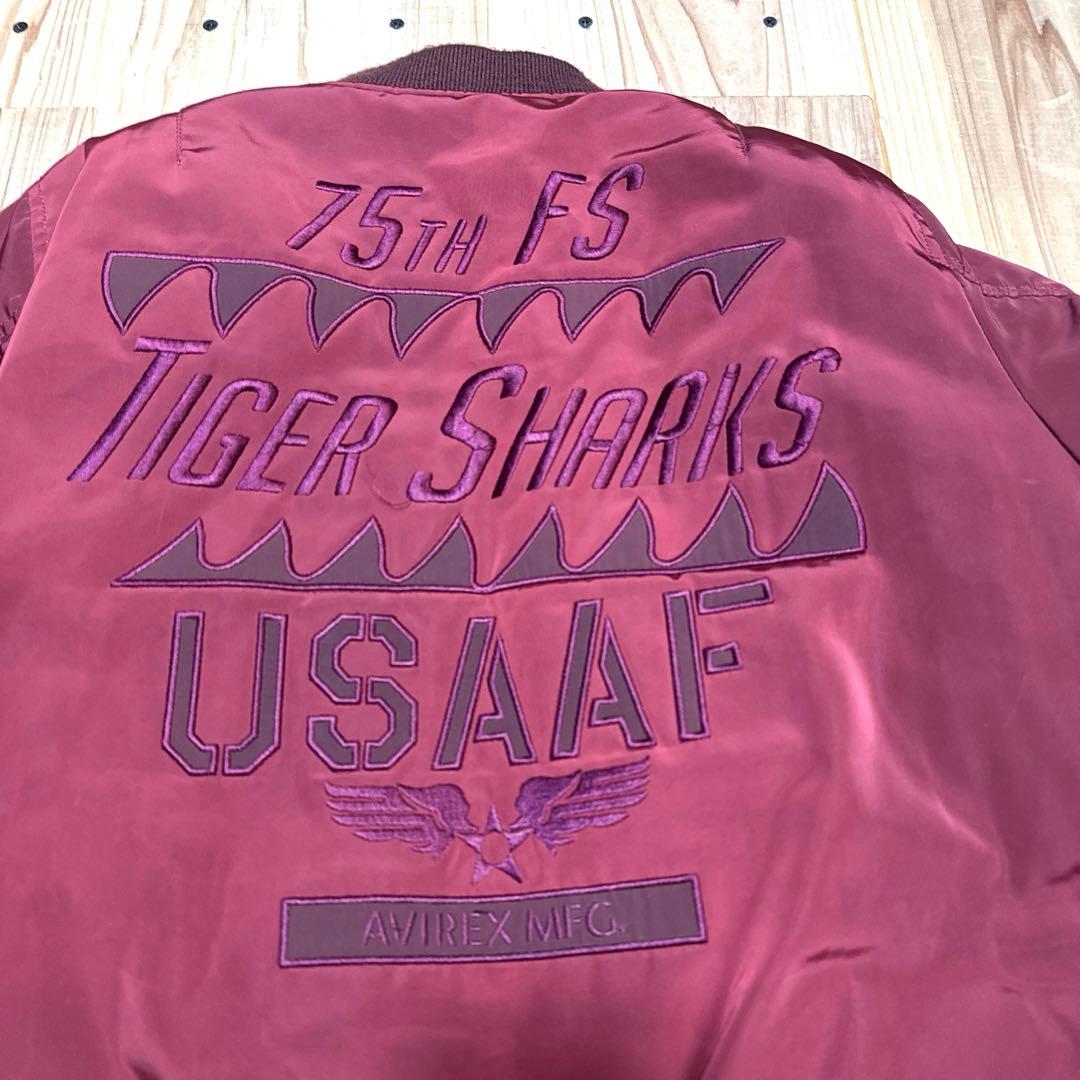 75TH FS
TIGER SHARKS
USAAF
AVIREX MFG.